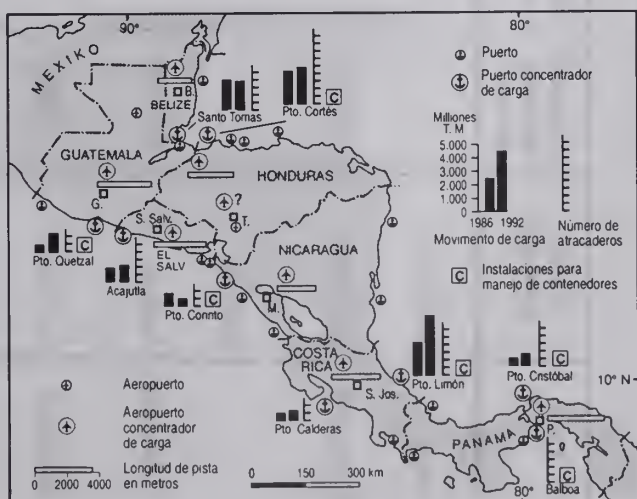 90
80
MEXIKO
B.
BELIZE
Santo Tomas
Pto. Cortés
C
Puerto
Puerto concentrador
de carga
Milliones
T. M
5.000
4.000
3.000
2.000
1.000
0
1986
1992
Movimento de carga
Número de
atracaderos
C
Instalaciones para
manejo de contenedores
GUATEMALA
HONDURAS
G.
?
T.
S. Salv.
Pto. Quetzal
C
EL
SALV
NICARAGUA
Acajutla
Pto. Corinto
C
M.
COSTA
RICA
S. Jos.
Pto. Limón
C
Pto. Cristóbal
C
10° N
Pto Calderas
PANAMA
P.
?
C
Balboa
80°
Aeropuerto
Aeropuerto
concentrador
de carga
Longitud de pista
en metros
0 2000 4000
0 150 300 km